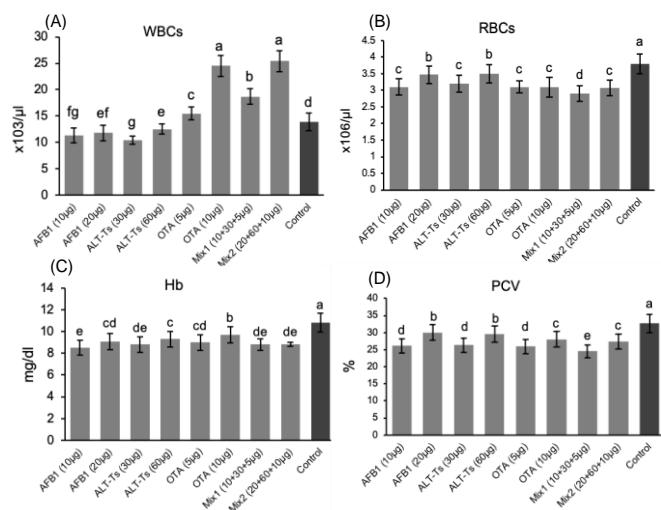 (A)
WBCs
x103/µl
30
25
20
15
10
5
0
fg
ef
g
e
c
a
b
a
d
AFB1 (10µg)
AFB1 (20µg)
ALT-Ts (30µg)
ALT-Ts (60µg)
OTA (5µg)
OTA (10µg)
Mix1 (10+30+5µg)
Mix2 (20+60+10µg)
Control
(B)
RBCs
x106/µl
4.5
4
3.5
3
2.5
2
1.5
1
0.5
0
c
b
c
b
c
c
d
c
a
AFB1 (10µg)
AFB1 (20µg)
ALT-Ts (30µg)
ALT-Ts (60µg)
OTA (5µg)
OTA (10µg)
Mix1 (10+30+5µg)
Mix2 (20+60+10µg)
Control
(C)
Hb
mg/dl
14
12
10
8
6
4
2
0
e
cd
de
c
cd
b
de
de
a
AFB1 (10µg)
AFB1 (20µg)
ALT-Ts (30µg)
ALT-Ts (60µg)
OTA (5µg)
OTA (10µg)
Mix1 (10+30+5µg)
Mix2 (20+60+10µg)
Control
(D)
PCV
%
40
35
30
25
20
15
10
5
0
d
b
d
b
d
c
e
c
a
AFB1 (10µg)
AFB1 (20µg)
ALT-Ts (30µg)
ALT-Ts (60µg)
OTA (5µg)
OTA (10µg)
Mix1 (10+30+5µg)
Mix2 (20+60+10µg)
Control